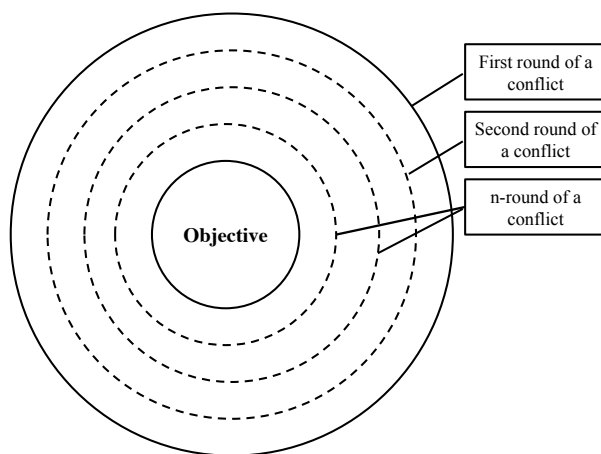 First round of a
conflict
Second round of
a conflict
n-round of a
conflict
Objective